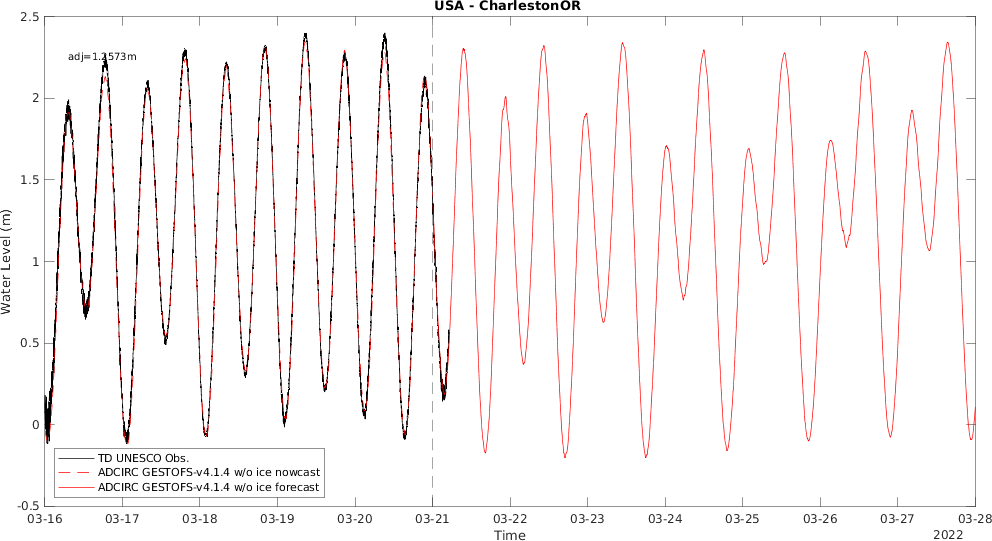 USA - CharlestonOR
2.5
2
1.5
1
0.5
0
-0.5
Water Level (m)
adj=1.2573m
TD UNESCO Obs.
ADCIRC GESTOFS-v4.1.4 w/o ice nowcast
ADCIRC GESTOFS-v4.1.4 w/o ice forecast
03-16 03-17 03-18 03-19 03-20 03-21 03-22 03-23 03-24 03-25 03-26 03-27 03-28
Time
2022